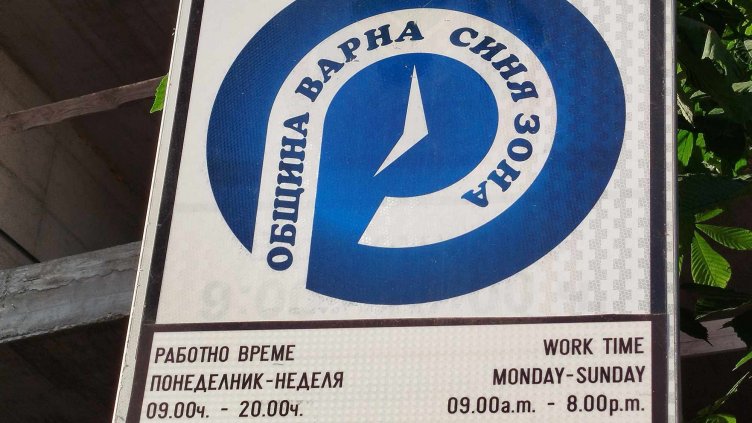 ОБЩИНА ВАРНА СИНЯ ЗОНА
РАБОТНО ВРЕМЕ
ПОНЕДЕЛНИК-НЕДЕЛЯ
09.00ч. - 20.00ч.
WORK TIME
MONDAY-SUNDAY
09.00a.m. - 8.00p.m.